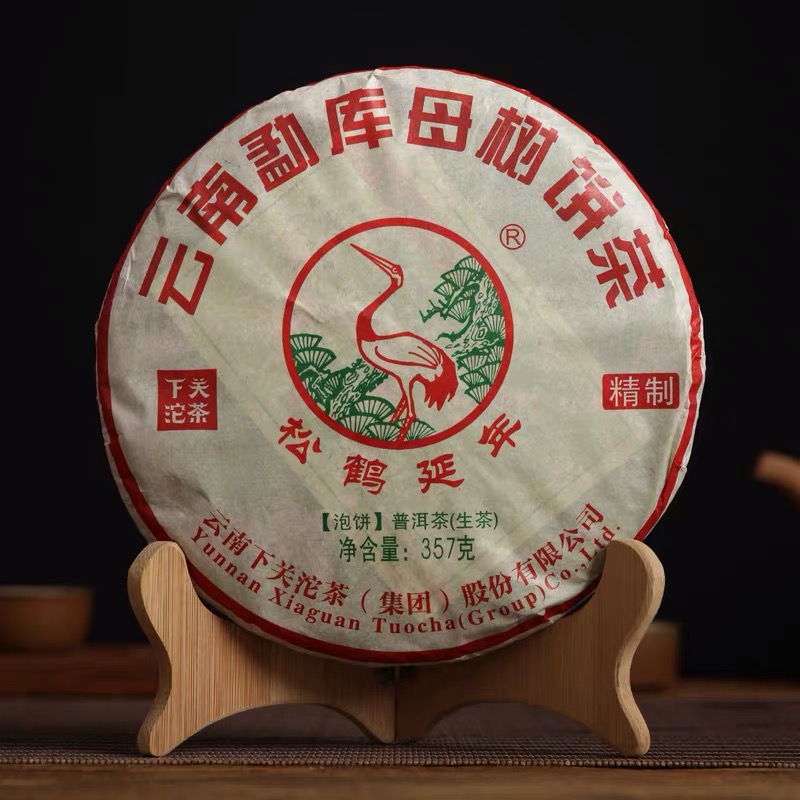 云南勐库母树饼茶
®
下关
沱茶
精制
松鹤延年
【泡饼】普洱茶(生茶)
净含量：357克
云南下关沱茶（集团）股份有限公司
Yunnan Xiaguan Tuocha(Group)Co.,Ltd.